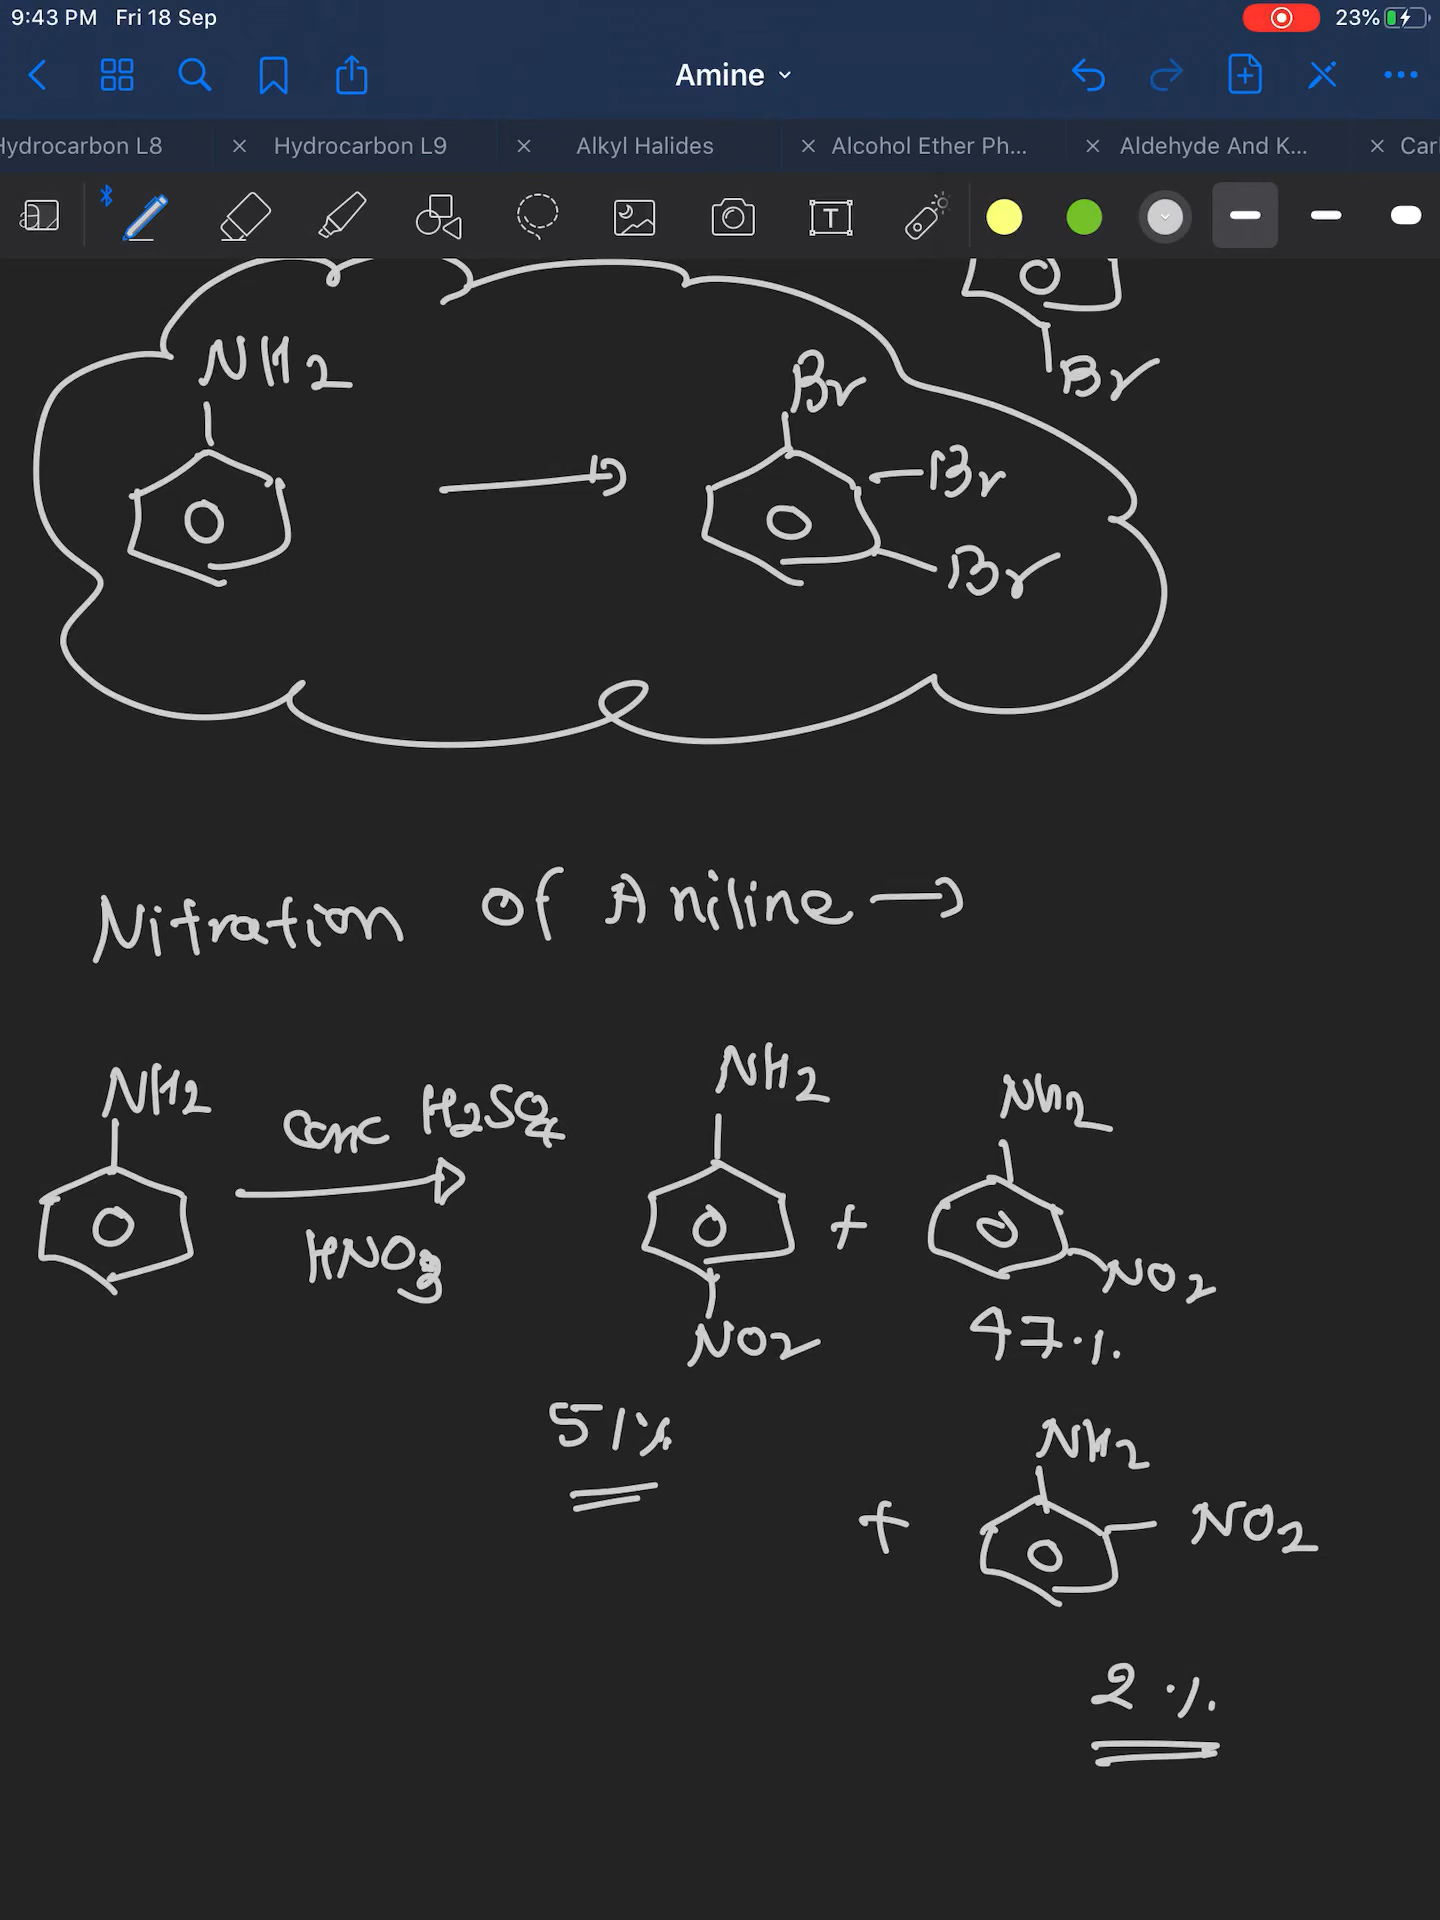 9:43 PM Fri 18 Sep 23%
Amine
Hydrocarbon L8 Hydrocarbon L9 Alkyl Halides Alcohol Ether Ph... Aldehyde And K... Car
T
Br
NH2
Br
Br
Br
Nitration of Aniline →
NH2 conc H2SO4 NH2 + NH2
HNO3 NO2 NO2
51% 47%
+ NH2 NO2
2%